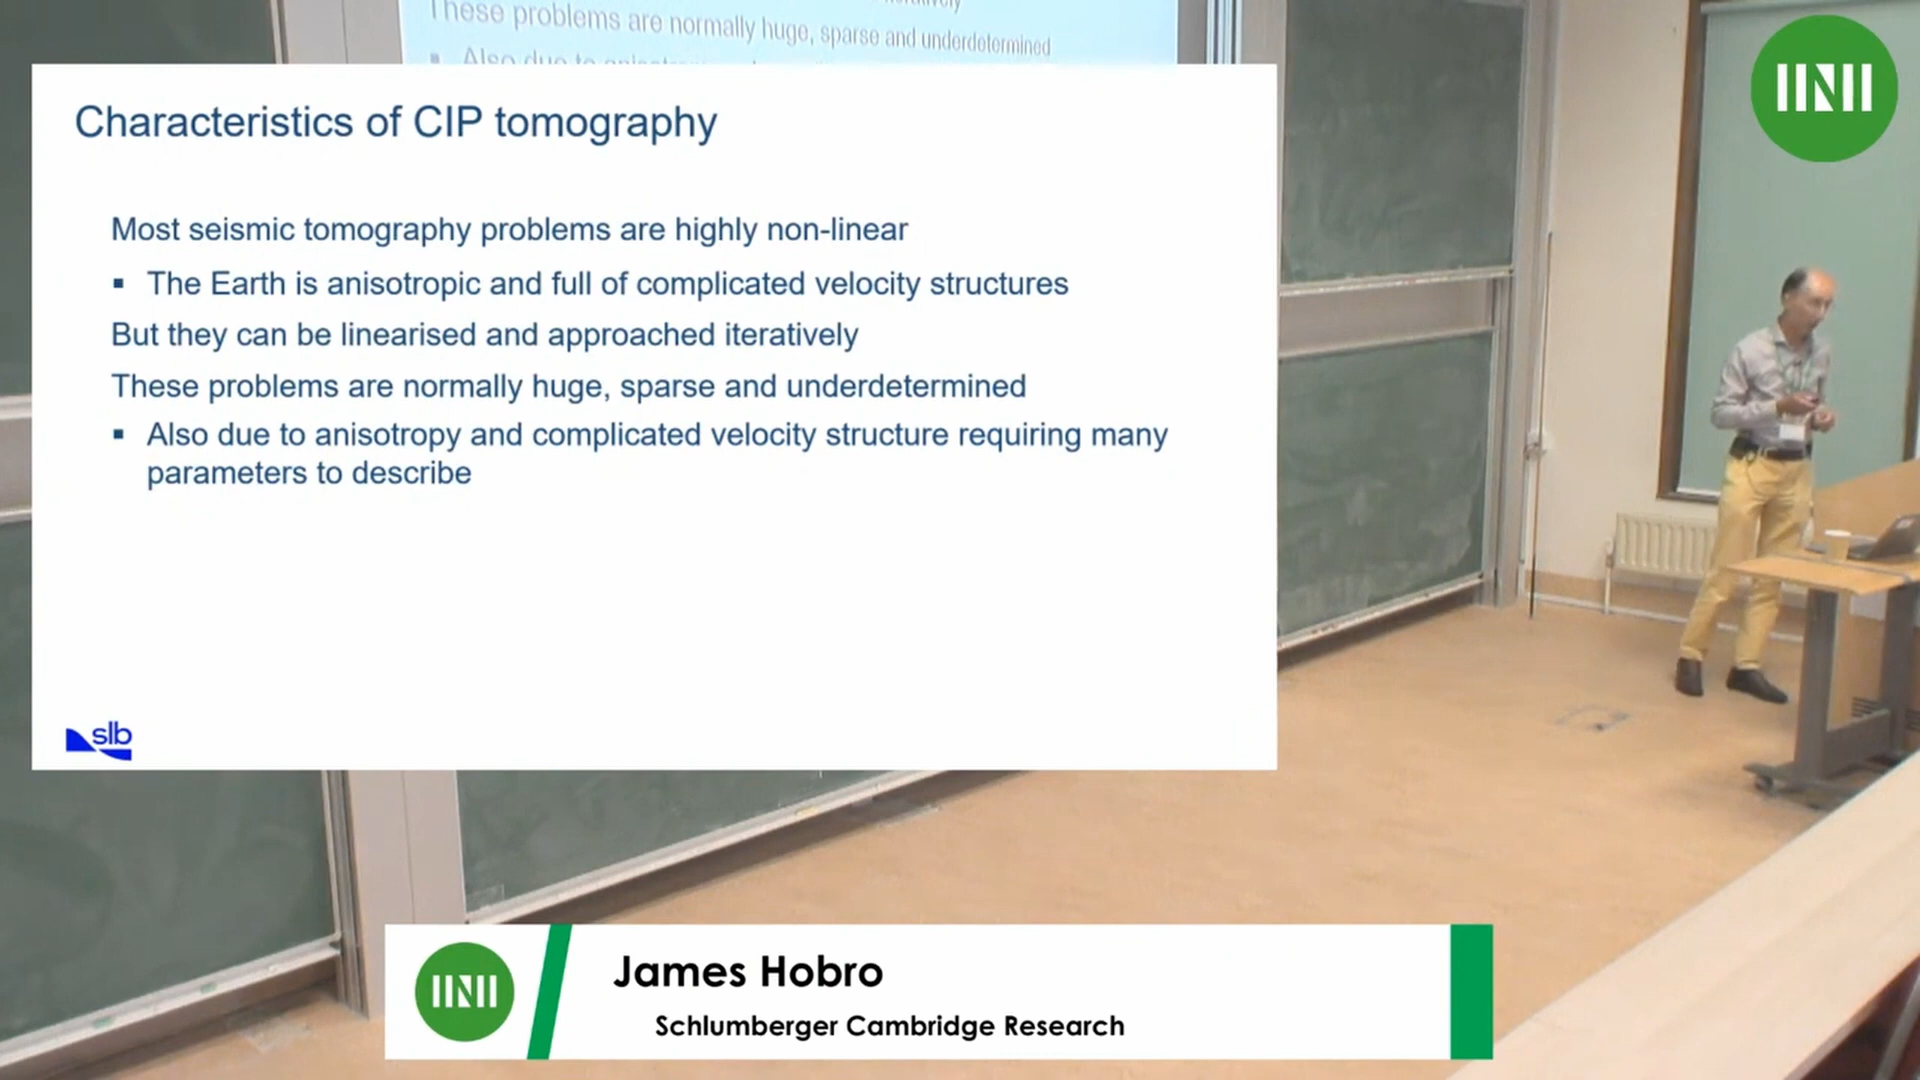 These problems are normally huge, sparse and underdetermined
Characteristics of CIP tomography
Most seismic tomography problems are highly non-linear
▪ The Earth is anisotropic and full of complicated velocity structures
But they can be linearised and approached iteratively
These problems are normally huge, sparse and underdetermined
▪ Also due to anisotropy and complicated velocity structure requiring many
parameters to describe
slb
James Hobro
Schlumberger Cambridge Research